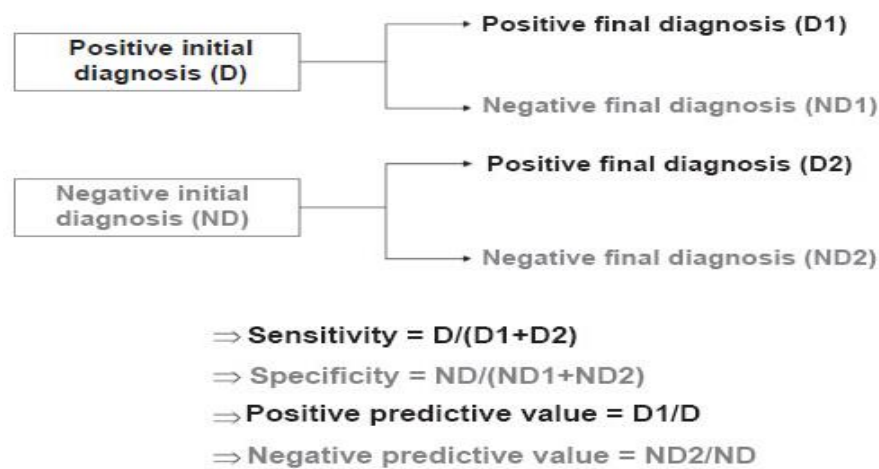 Positive initial
diagnosis (D)
Positive final diagnosis (D1)
Negative final diagnosis (ND1)
Negative initial
diagnosis (ND)
Positive final diagnosis (D2)
Negative final diagnosis (ND2)
⇒ Sensitivity = D/(D1+D2)
⇒ Specificity = ND/(ND1+ND2)
⇒ Positive predictive value = D1/D
⇒ Negative predictive value = ND2/ND